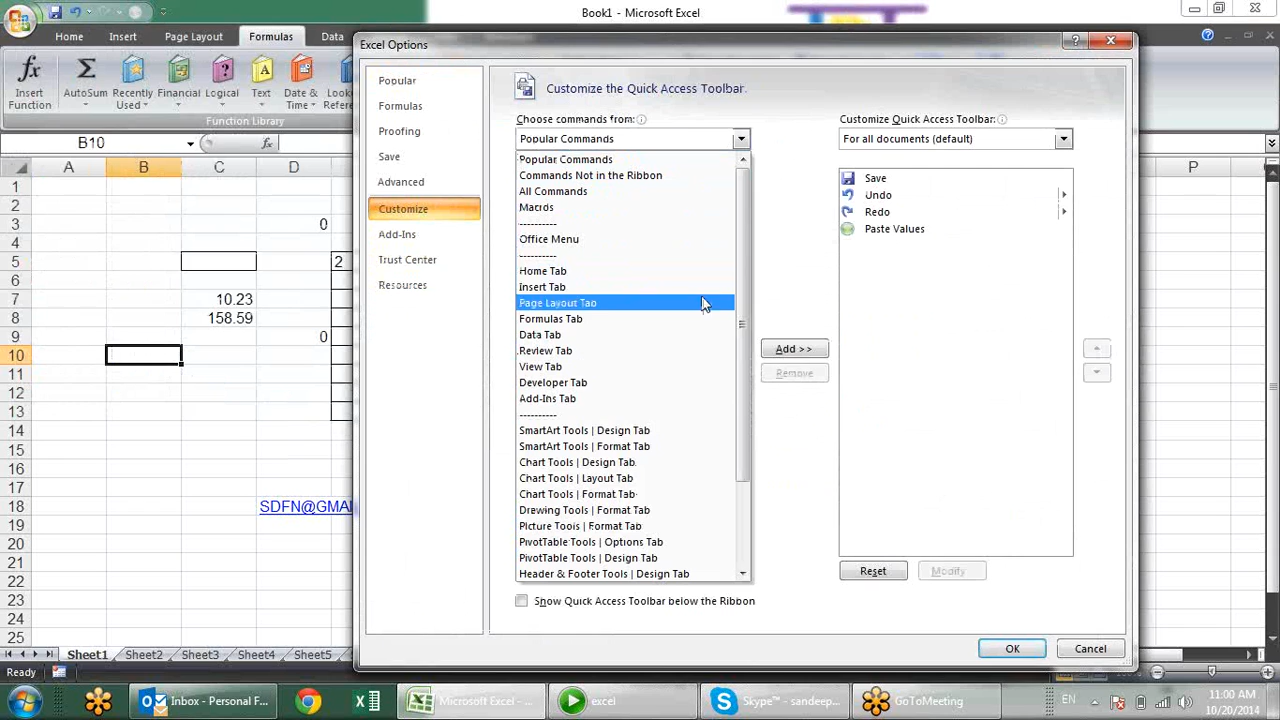 Book1 - Microsoft Excel
Home Insert Page Layout Formulas Data
Excel Options
Insert Function
AutoSum
Recently Used
Financial
Logical
Text
Date & Time
Function Library
B10
fx
A B C D P
1
2
3 0
4
5 2
6
7 10.23
8 158.59
9 0
10
11
12
13
14
15
16
17
18 SDFN@GMA
19
20
21
22
23
24
25
Popular
Formulas
Proofing
Save
Advanced
Customize
Add-Ins
Trust Center
Resources
Customize the Quick Access Toolbar.
Choose commands from:
Popular Commands
Popular Commands
Commands Not in the Ribbon
All Commands
Macros
----------
Office Menu
----------
Home Tab
Insert Tab
Page Layout Tab
Formulas Tab
Data Tab
Review Tab
View Tab
Developer Tab
Add-Ins Tab
----------
SmartArt Tools | Design Tab
SmartArt Tools | Format Tab
Chart Tools | Design Tab
Chart Tools | Layout Tab
Chart Tools | Format Tab
Drawing Tools | Format Tab
Picture Tools | Format Tab
PivotTable Tools | Options Tab
PivotTable Tools | Design Tab
Header & Footer Tools | Design Tab
Show Quick Access Toolbar below the Ribbon
Add >>
Remove
Customize Quick Access Toolbar:
For all documents (default)
Save
Undo
Redo
Paste Values
Reset
Modify
OK
Cancel
Sheet1 Sheet2 Sheet3 Sheet4 Sheet5
Ready
Inbox - Personal F...
Microsoft Excel - ...
excel
Skype™ - sandeep...
GoToMeeting
EN
11:00 AM
10/20/2014